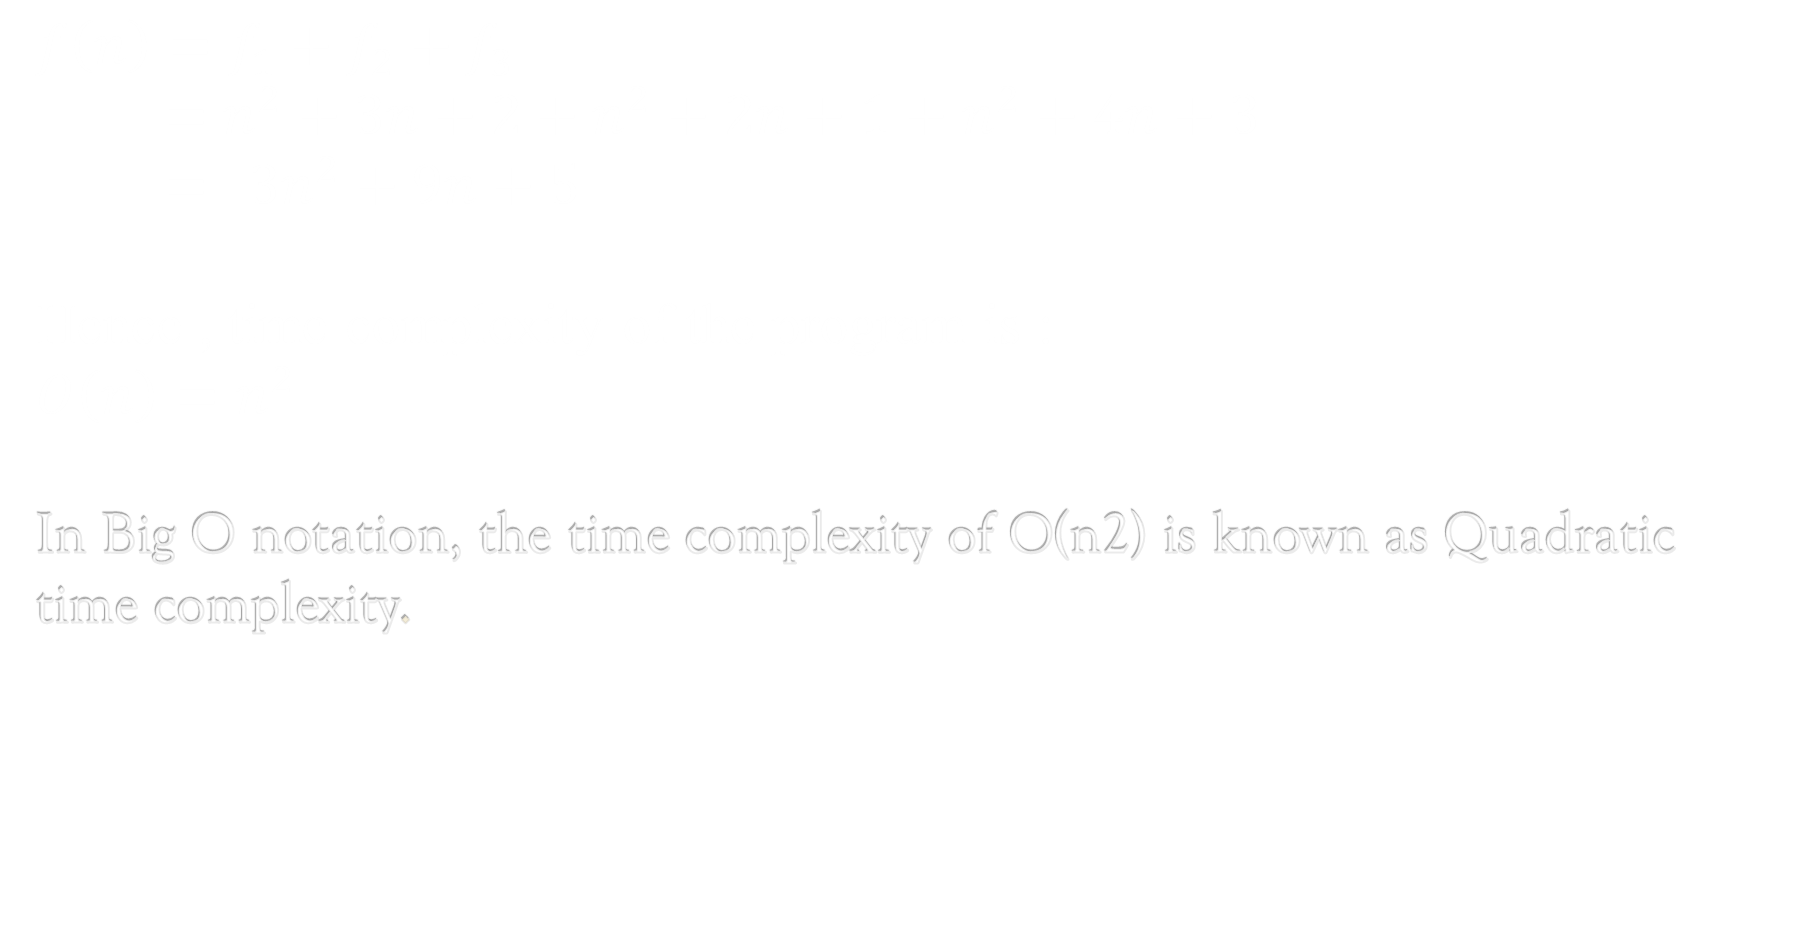 In Big O notation, the time complexity of O(n2) is known as Quadratic
time complexity.